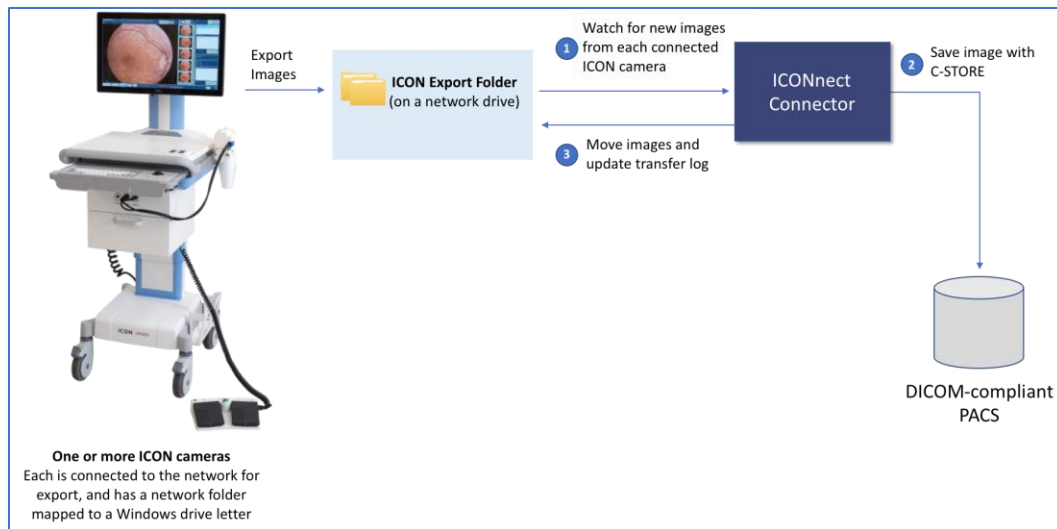 Export
Images
ICON Export Folder
(on a network drive)
1
Watch for new images
from each connected
ICON camera
ICONnect
Connector
2
Save image with
C-STORE
3
Move images and
update transfer log
DICOM-compliant
PACS
ICON
One or more ICON cameras
Each is connected to the network for
export, and has a network folder
mapped to a Windows drive letter